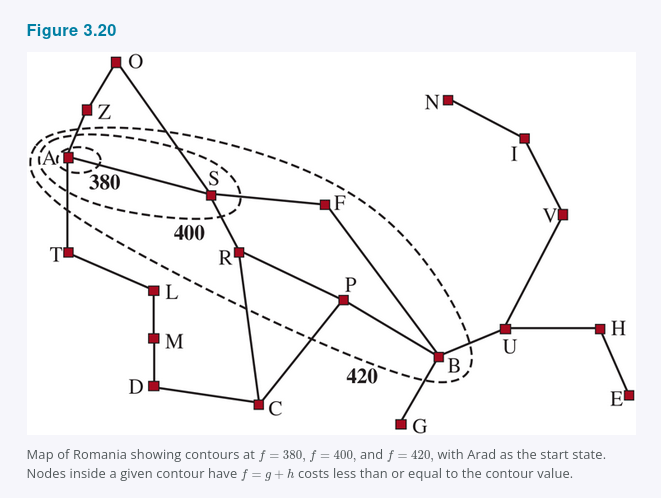 Figure 3.20
O
N
Z
I
A
S
380
F
V
400
T
R
P
L
H
M
U
B
420
D
E
C
G
Map of Romania showing contours at f = 380, f = 400, and f = 420, with Arad as the start state.
Nodes inside a given contour have f = g + h costs less than or equal to the contour value.